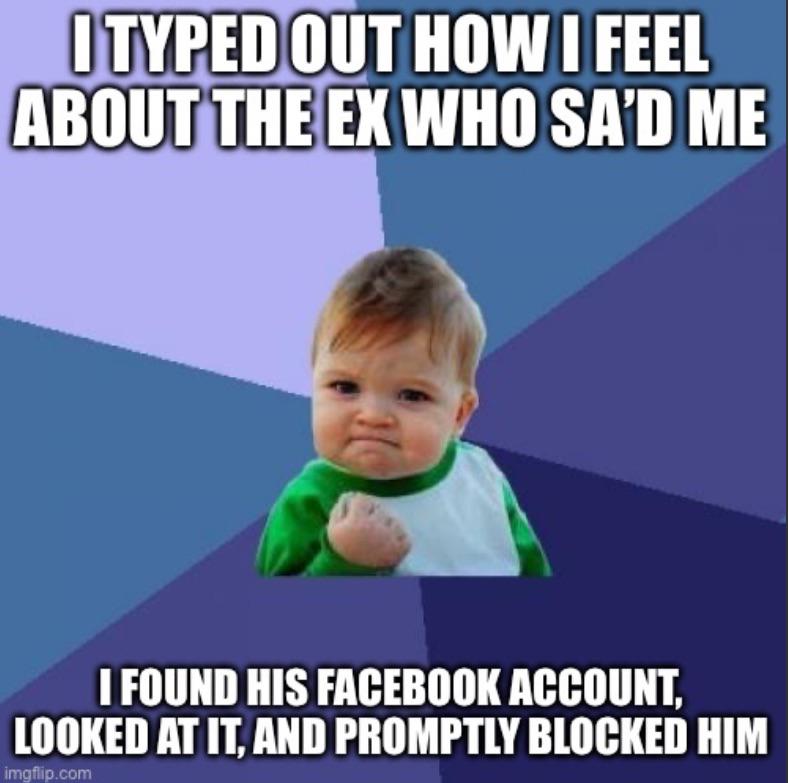 I TYPED OUT HOW I FEEL
ABOUT THE EX WHO SA’D ME
I FOUND HIS FACEBOOK ACCOUNT,
LOOKED AT IT, AND PROMPTLY BLOCKED HIM
imgflip.com